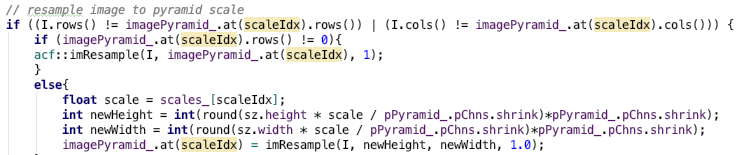 // resample image to pyramid scale
if ((I.rows() != imagePyramid_.at(scaleIdx).rows()) | (I.cols() != imagePyramid_.at(scaleIdx).cols())) {
if (imagePyramid_.at(scaleIdx).rows() != 0){
acf::imResample(I, imagePyramid_.at(scaleIdx), 1);
}
else{
float scale = scales_[scaleIdx];
int newHeight = int(round(sz.height * scale / pPyramid_.pChns.shrink)*pPyramid_.pChns.shrink);
int newWidth = int(round(sz.width * scale / pPyramid_.pChns.shrink)*pPyramid_.pChns.shrink);
imagePyramid_.at(scaleIdx) = imResample(I, newHeight, newWidth, 1.0);